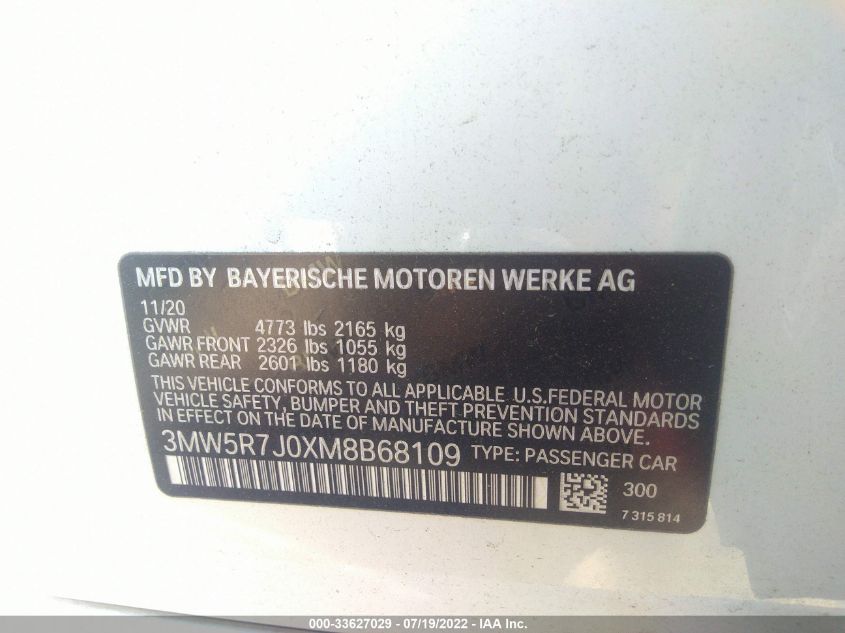 MFD BY BAYERISCHE MOTOREN WERKE AG
11/20
GVWR 4773 lbs 2165 kg
GAWR FRONT 2326 lbs 1055 kg
GAWR REAR 2601 lbs 1180 kg
THIS VEHICLE CONFORMS TO ALL APPLICABLE U.S.FEDERAL MOTOR
VEHICLE SAFETY, BUMPER AND THEFT PREVENTION STANDARDS
IN EFFECT ON THE DATE OF MANUFACTURE SHOWN ABOVE.
3MW5R7J0XM8B68109 TYPE: PASSENGER CAR
300
7 315 814
000-33627029 - 07/19/2022 - IAA Inc.